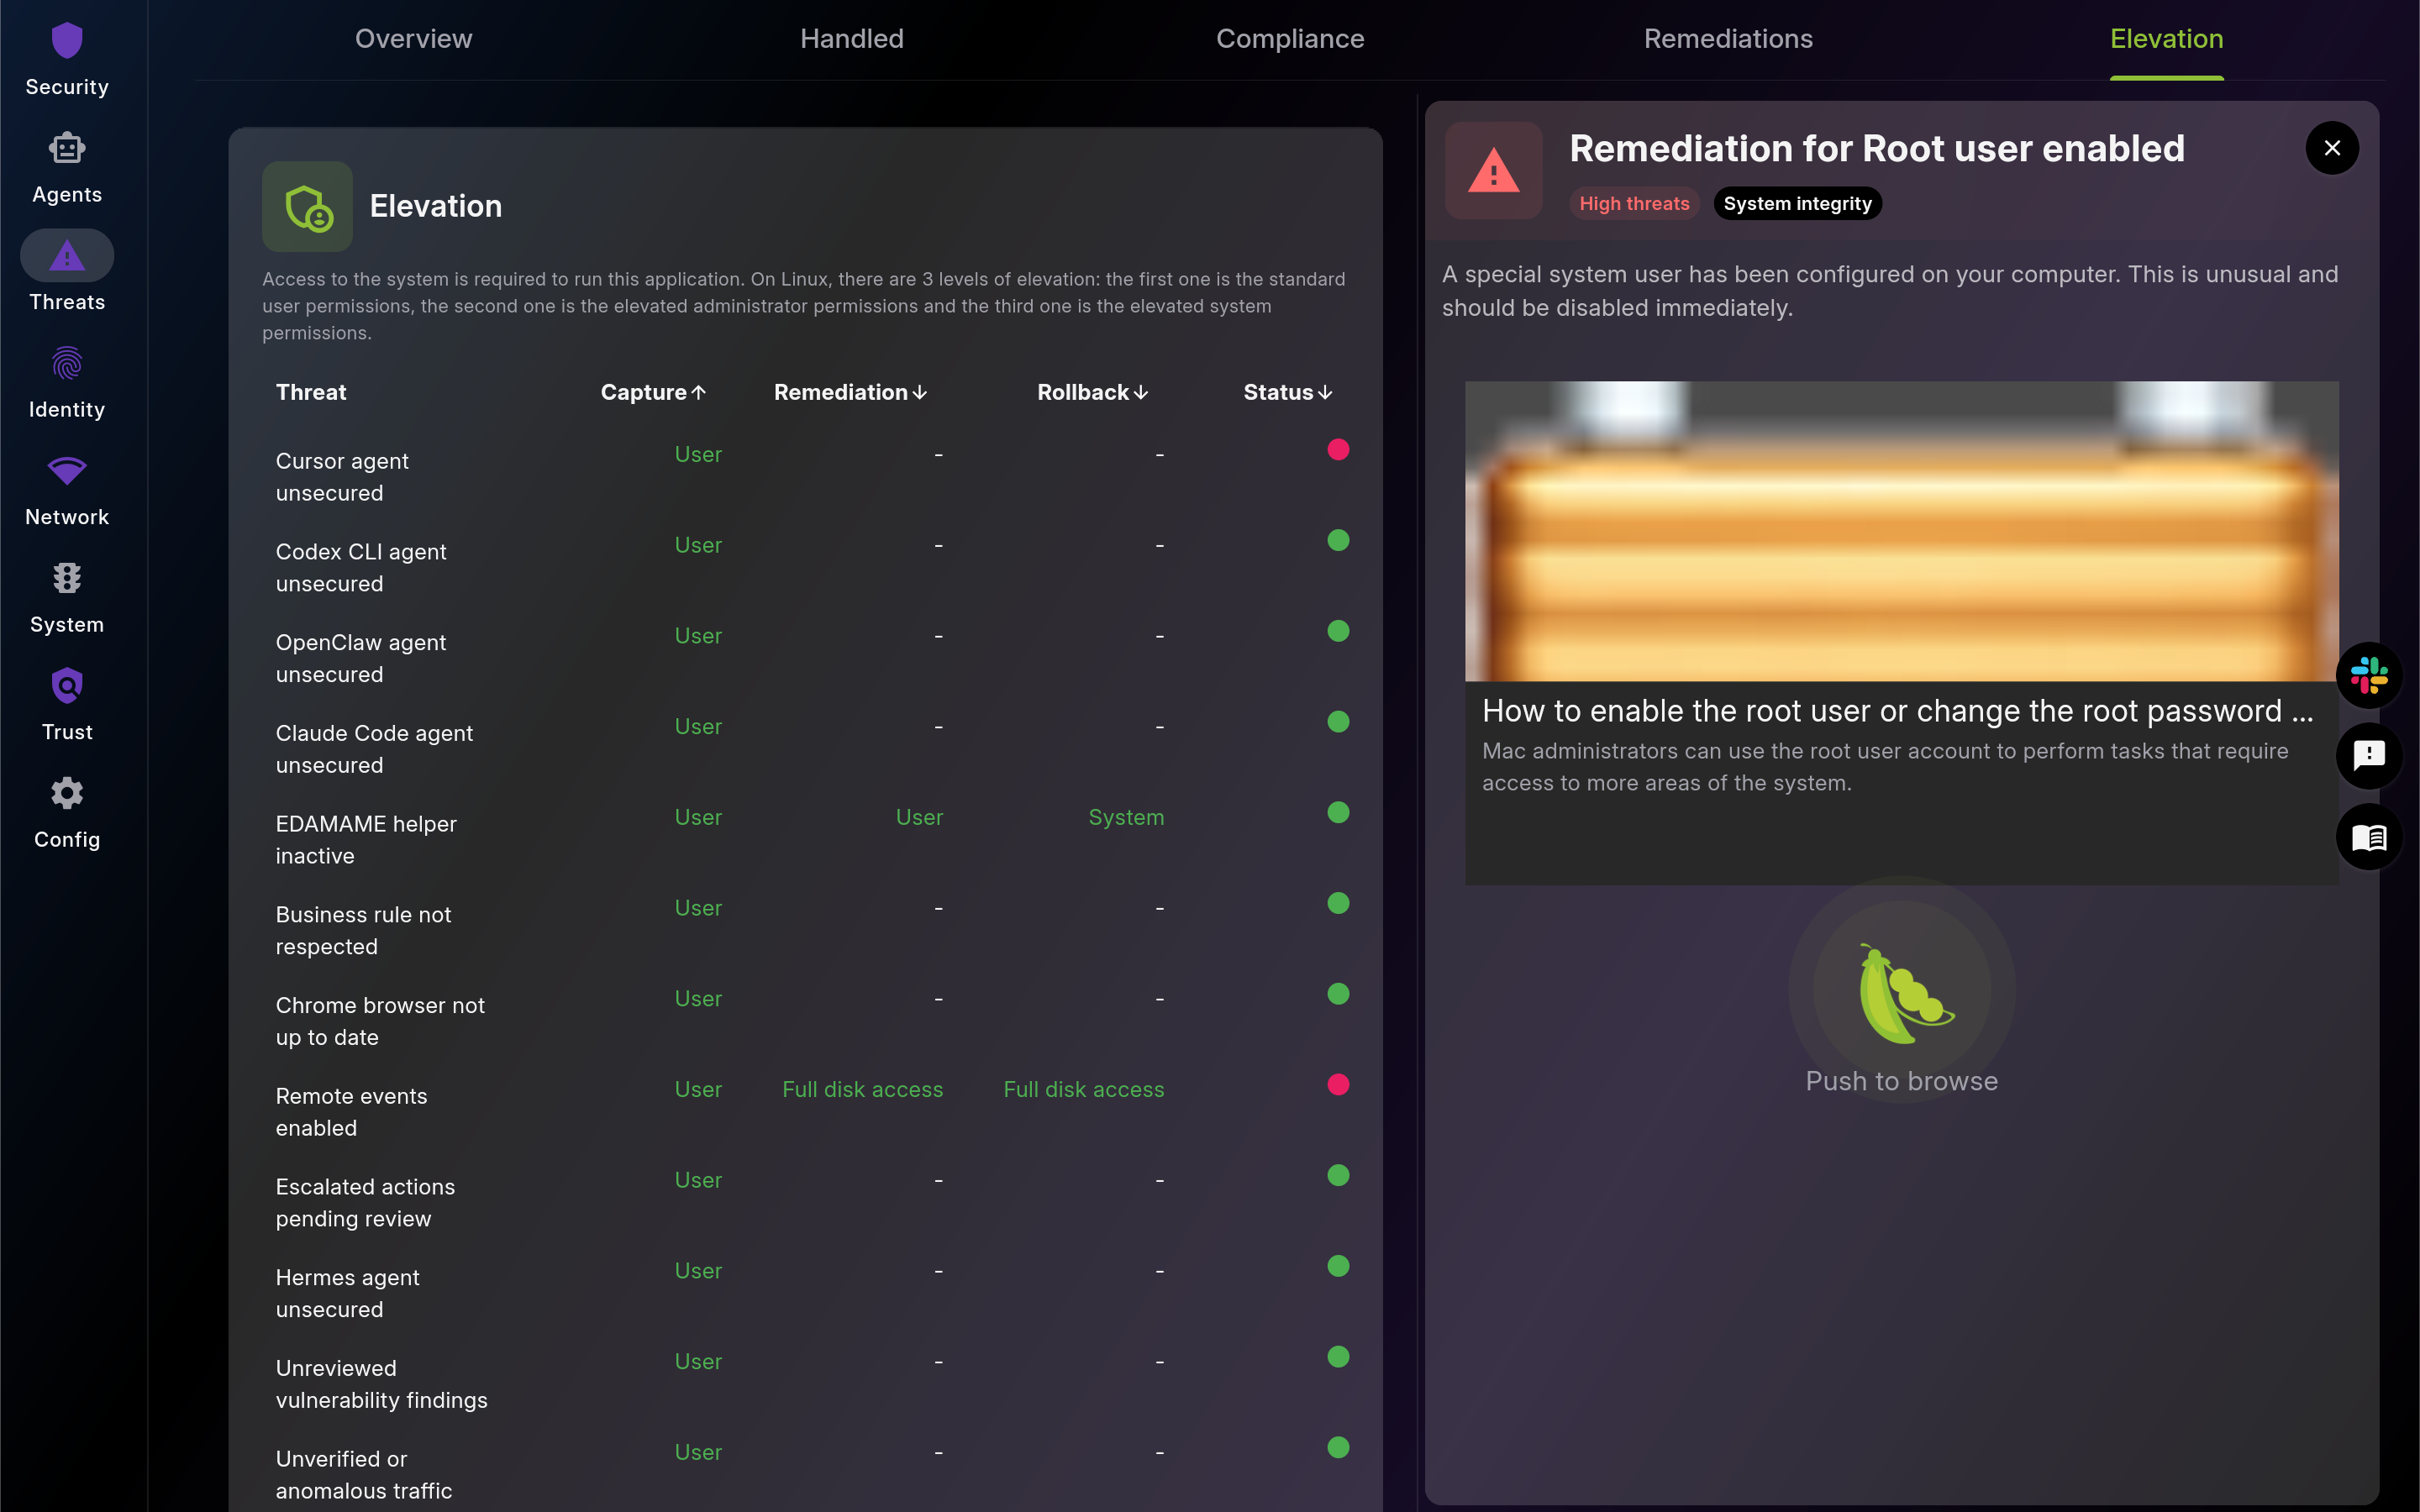 Security
Agents
Threats
Identity
Network
System
Trust
Config
Overview
Handled
Compliance
Remediations
Elevation
Elevation
Access to the system is required to run this application. On Linux, there are 3 levels of elevation: the first one is the standard
user permissions, the second one is the elevated administrator permissions and the third one is the elevated system
permissions.
Threat Capture↑ Remediation↓ Rollback↓ Status↓
Cursor agent User - -
unsecured
Codex CLI agent User - -
unsecured
OpenClaw agent User - -
unsecured
Claude Code agent User - -
unsecured
EDAMAME helper User User System
inactive
Business rule not User - -
respected
Chrome browser not User - -
up to date
Remote events User Full disk access Full disk access
enabled
Escalated actions User - -
pending review
Hermes agent User - -
unsecured
Unreviewed User - -
vulnerability findings
Unverified or User - -
anomalous traffic
Remediation for Root user enabled
High threats System integrity
A special system user has been configured on your computer. This is unusual and
should be disabled immediately.
How to enable the root user or change the root password ...
Mac administrators can use the root user account to perform tasks that require
access to more areas of the system.
Push to browse